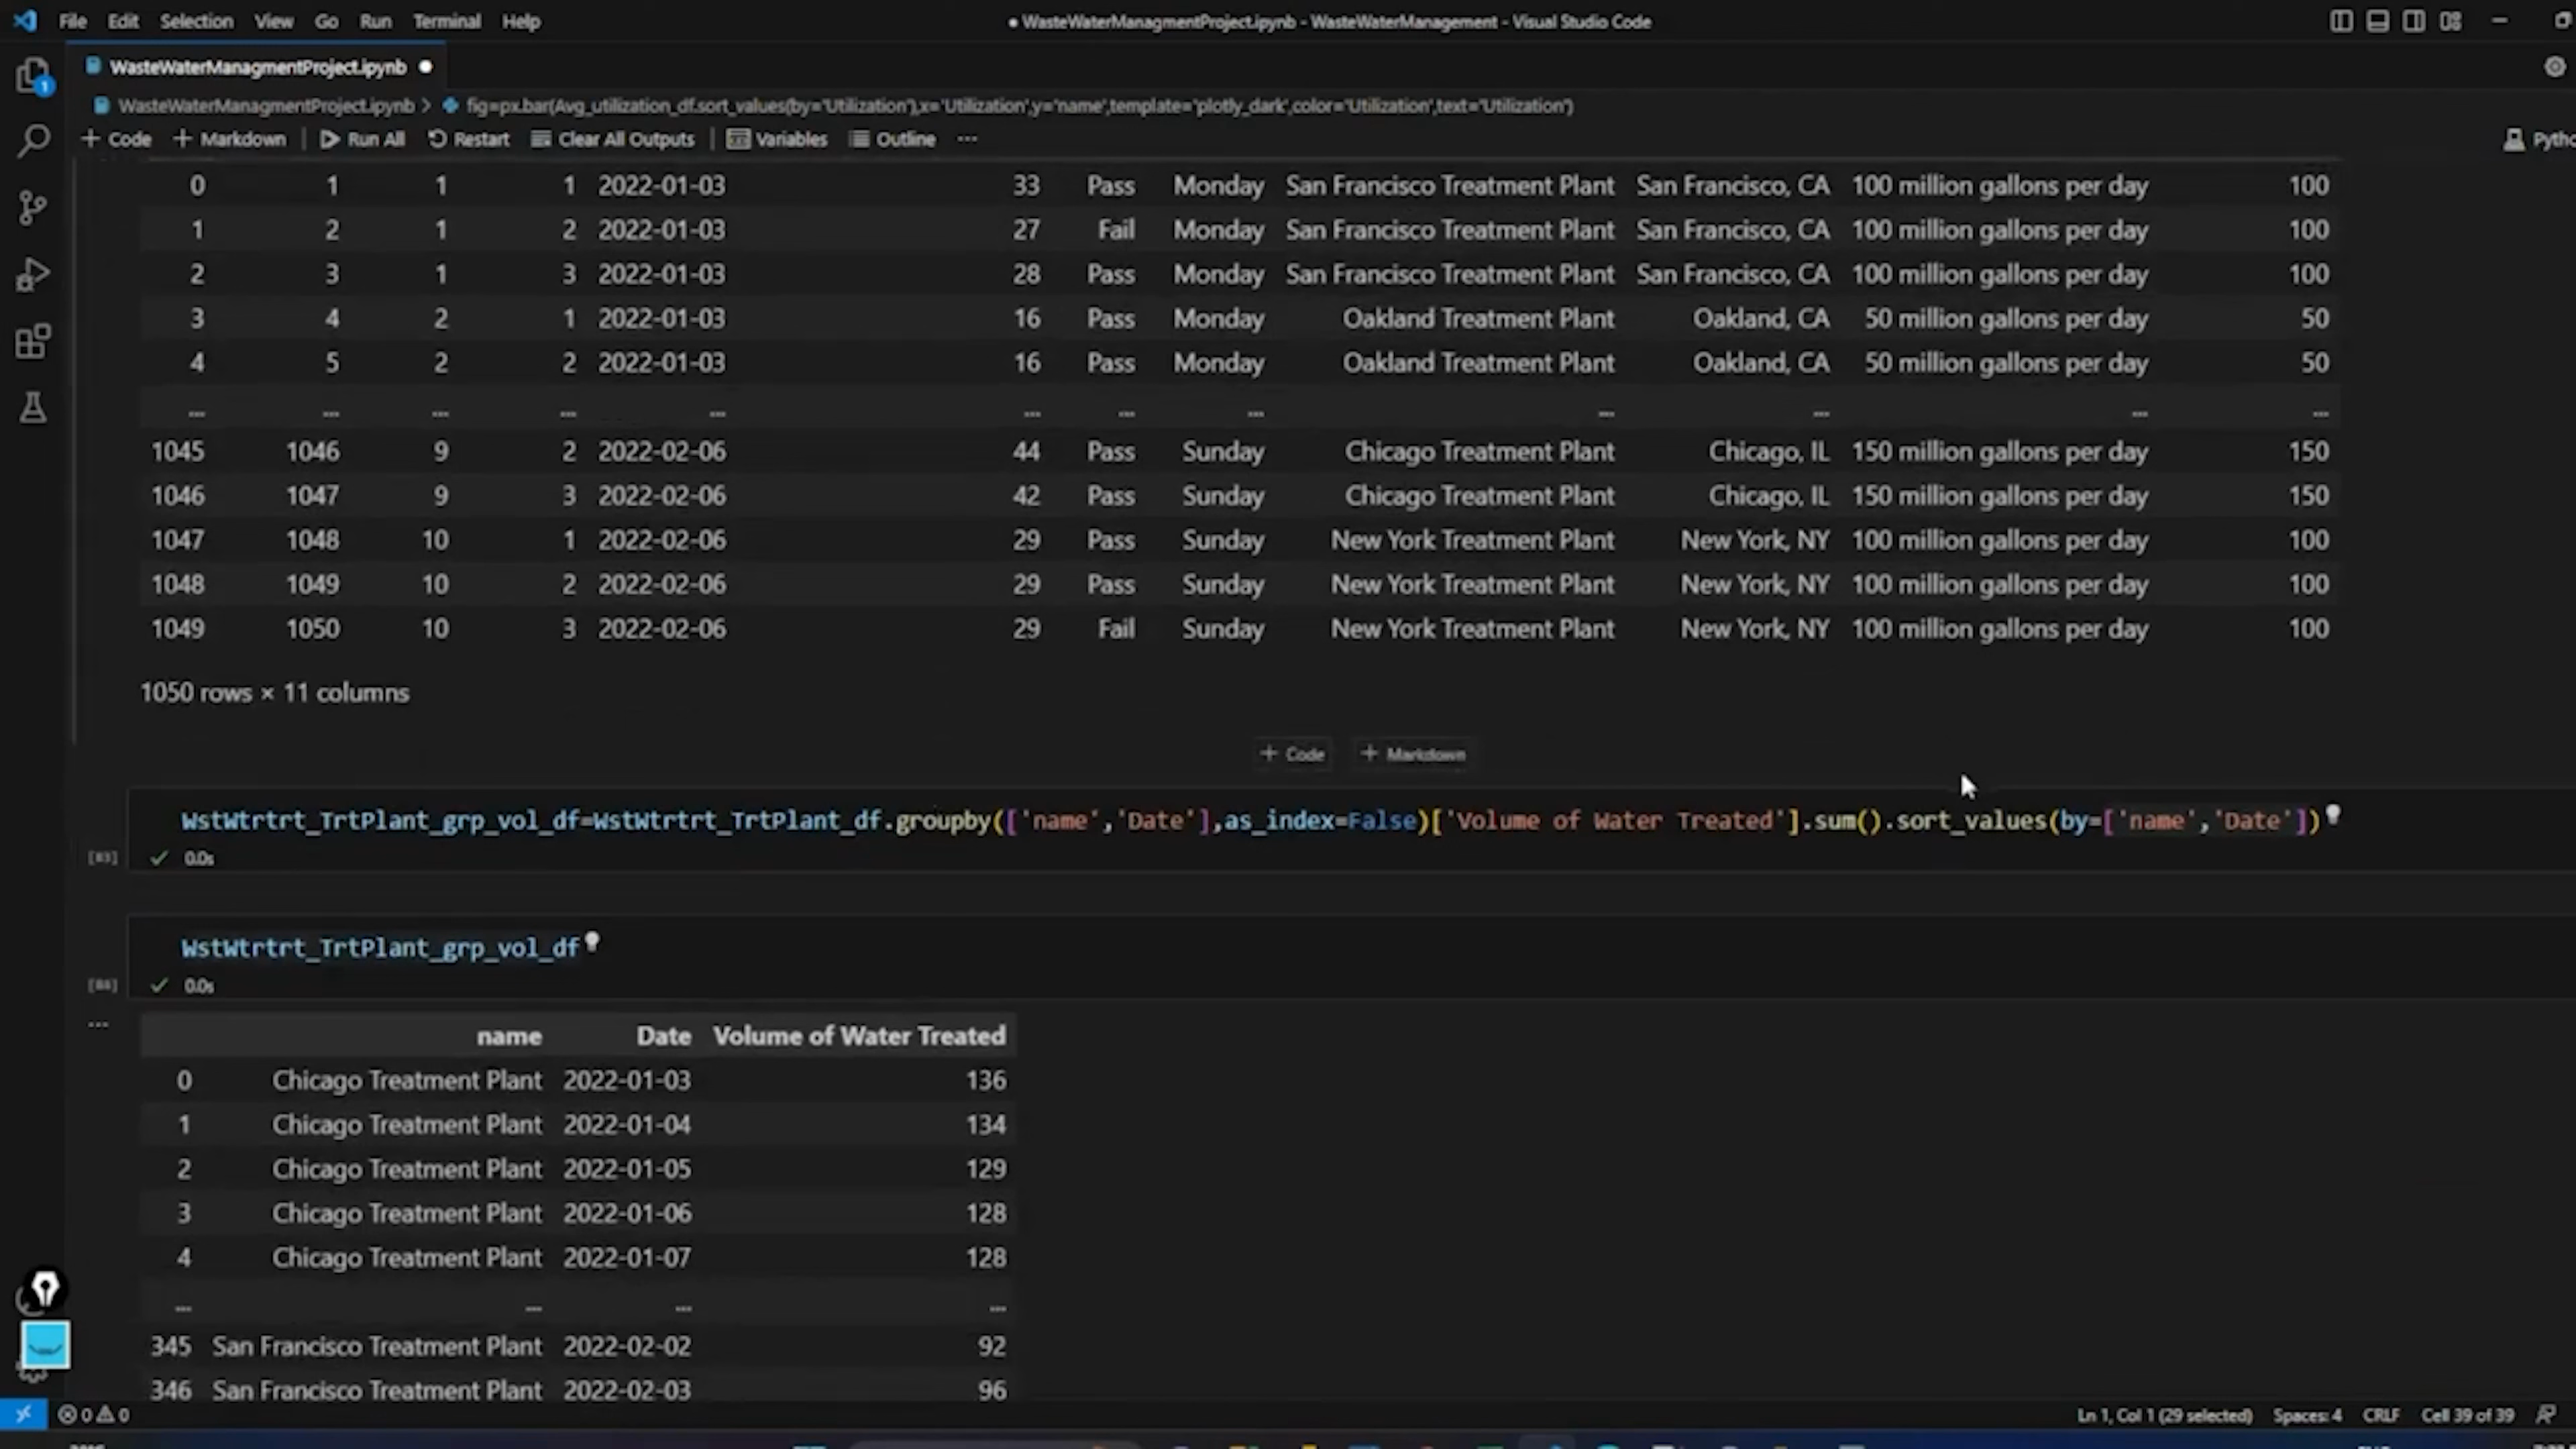 File Edit Selection View Go Run Terminal Help
● WasteWaterManagmentProject.ipynb - WasteWaterManagement - Visual Studio Code
WasteWaterManagmentProject.ipynb ●
WasteWaterManagmentProject.ipynb > fig=px.bar(Avg_utilization_df.sort_values(by='Utilization'),x='Utilization',y='name',template='plotly_dark',color='Utilization',text='Utilization')
+ Code + Markdown | Run All Restart Clear All Outputs | Variables Outline ...
0 1 1 1 2022-01-03 33 Pass Monday San Francisco Treatment Plant San Francisco, CA 100 million gallons per day 100
1 2 1 2 2022-01-03 27 Fail Monday San Francisco Treatment Plant San Francisco, CA 100 million gallons per day 100
2 3 1 3 2022-01-03 28 Pass Monday San Francisco Treatment Plant San Francisco, CA 100 million gallons per day 100
3 4 2 1 2022-01-03 16 Pass Monday Oakland Treatment Plant Oakland, CA 50 million gallons per day 50
4 5 2 2 2022-01-03 16 Pass Monday Oakland Treatment Plant Oakland, CA 50 million gallons per day 50
... ... ... ... ... ... ... ... ... ... ... ...
1045 1046 9 2 2022-02-06 44 Pass Sunday Chicago Treatment Plant Chicago, IL 150 million gallons per day 150
1046 1047 9 3 2022-02-06 42 Pass Sunday Chicago Treatment Plant Chicago, IL 150 million gallons per day 150
1047 1048 10 1 2022-02-06 29 Pass Sunday New York Treatment Plant New York, NY 100 million gallons per day 100
1048 1049 10 2 2022-02-06 29 Pass Sunday New York Treatment Plant New York, NY 100 million gallons per day 100
1049 1050 10 3 2022-02-06 29 Fail Sunday New York Treatment Plant New York, NY 100 million gallons per day 100
1050 rows × 11 columns
+ Code + Markdown
WstWtrtrt_TrtPlant_grp_vol_df=WstWtrtrt_TrtPlant_df.groupby(['name','Date'],as_index=False)['Volume of Water Treated'].sum().sort_values(by=['name','Date'])
[83] ✓ 0.0s
WstWtrtrt_TrtPlant_grp_vol_df
✓ 0.0s
...
name Date Volume of Water Treated
0 Chicago Treatment Plant 2022-01-03 136
1 Chicago Treatment Plant 2022-01-04 134
2 Chicago Treatment Plant 2022-01-05 129
3 Chicago Treatment Plant 2022-01-06 128
4 Chicago Treatment Plant 2022-01-07 128
... ... ... ...
345 San Francisco Treatment Plant 2022-02-02 92
346 San Francisco Treatment Plant 2022-02-03 96
0 0 Ln 1, Col 1 (29 selected) Spaces: 4 CRLF Cell 39 of 39